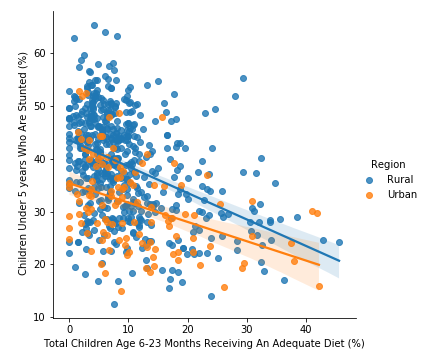 60
50
40
30
20
10
0
10
20
30
40
Children Under 5 years Who Are Stunted (%)
Total Children Age 6-23 Months Receiving An Adequate Diet (%)
Region
Rural
Urban